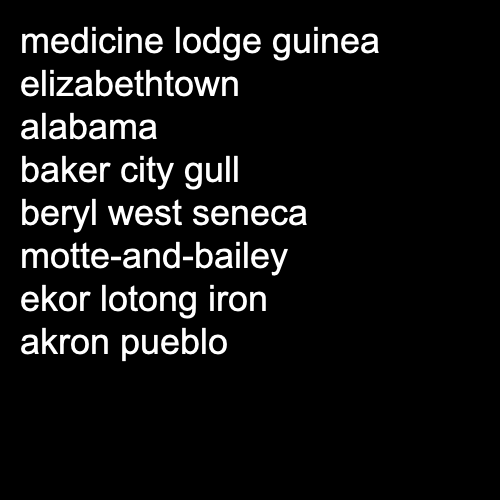 medicine lodge guinea
elizabethtown
alabama
baker city gull
beryl west seneca
motte-and-bailey
ekor lotong iron
akron pueblo